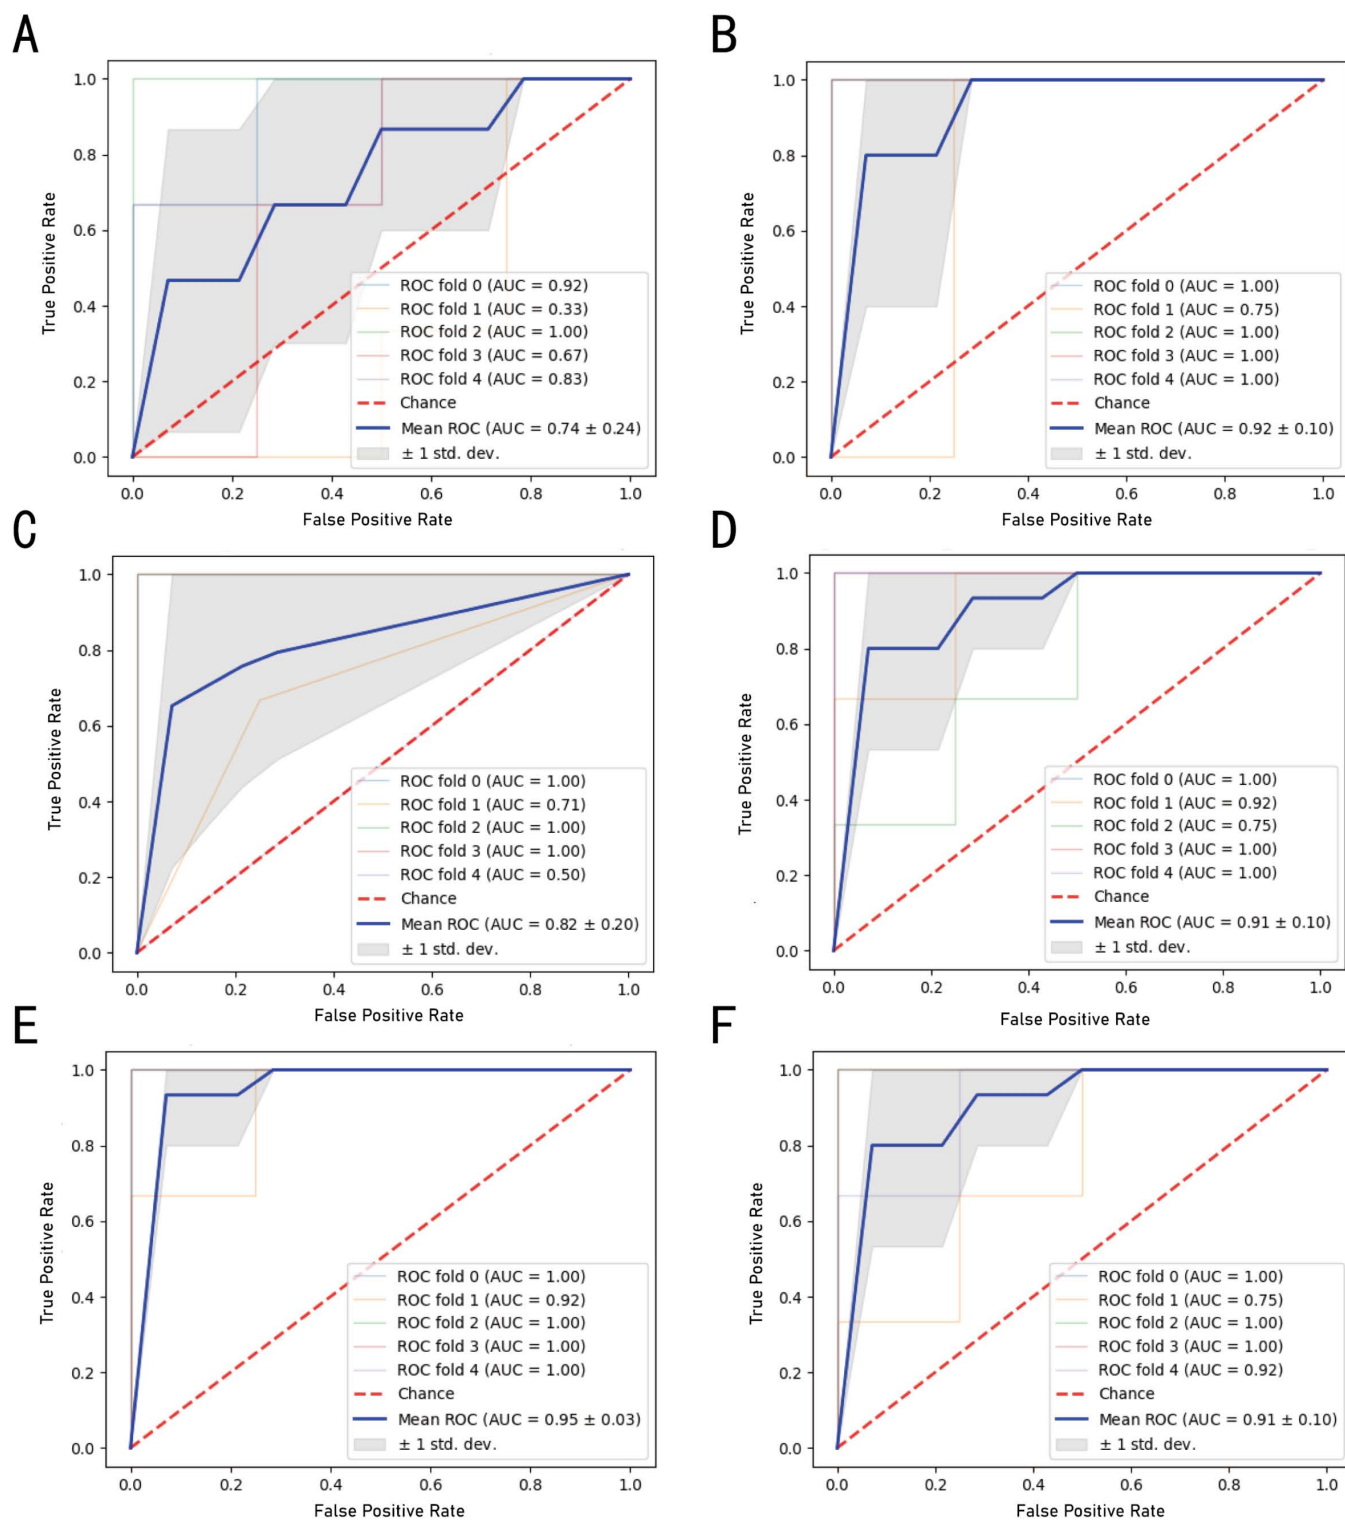 A
1.0
0.8
0.6
0.4
0.2
0.0
True Positive Rate
ROC fold 0 (AUC = 0.92)
ROC fold 1 (AUC = 0.33)
ROC fold 2 (AUC = 1.00)
ROC fold 3 (AUC = 0.67)
ROC fold 4 (AUC = 0.83)
Chance
Mean ROC (AUC = 0.74 ± 0.24)
± 1 std. dev.
0.0 0.2 0.4 0.6 0.8 1.0
False Positive Rate
B
1.0
0.8
0.6
0.4
0.2
0.0
True Positive Rate
ROC fold 0 (AUC = 1.00)
ROC fold 1 (AUC = 0.75)
ROC fold 2 (AUC = 1.00)
ROC fold 3 (AUC = 1.00)
ROC fold 4 (AUC = 1.00)
Chance
Mean ROC (AUC = 0.92 ± 0.10)
± 1 std. dev.
0.0 0.2 0.4 0.6 0.8 1.0
False Positive Rate
C
1.0
0.8
0.6
0.4
0.2
0.0
True Positive Rate
ROC fold 0 (AUC = 1.00)
ROC fold 1 (AUC = 0.71)
ROC fold 2 (AUC = 1.00)
ROC fold 3 (AUC = 1.00)
ROC fold 4 (AUC = 0.50)
Chance
Mean ROC (AUC = 0.82 ± 0.20)
± 1 std. dev.
0.0 0.2 0.4 0.6 0.8 1.0
False Positive Rate
D
1.0
0.8
0.6
0.4
0.2
0.0
True Positive Rate
ROC fold 0 (AUC = 1.00)
ROC fold 1 (AUC = 0.92)
ROC fold 2 (AUC = 0.75)
ROC fold 3 (AUC = 1.00)
ROC fold 4 (AUC = 1.00)
Chance
Mean ROC (AUC = 0.91 ± 0.10)
± 1 std. dev.
0.0 0.2 0.4 0.6 0.8 1.0
False Positive Rate
E
1.0
0.8
0.6
0.4
0.2
0.0
True Positive Rate
ROC fold 0 (AUC = 1.00)
ROC fold 1 (AUC = 0.92)
ROC fold 2 (AUC = 1.00)
ROC fold 3 (AUC = 1.00)
ROC fold 4 (AUC = 1.00)
Chance
Mean ROC (AUC = 0.95 ± 0.03)
± 1 std. dev.
0.0 0.2 0.4 0.6 0.8 1.0
False Positive Rate
F
1.0
0.8
0.6
0.4
0.2
0.0
True Positive Rate
ROC fold 0 (AUC = 1.00)
ROC fold 1 (AUC = 0.75)
ROC fold 2 (AUC = 1.00)
ROC fold 3 (AUC = 1.00)
ROC fold 4 (AUC = 0.92)
Chance
Mean ROC (AUC = 0.91 ± 0.10)
± 1 std. dev.
0.0 0.2 0.4 0.6 0.8 1.0
False Positive Rate